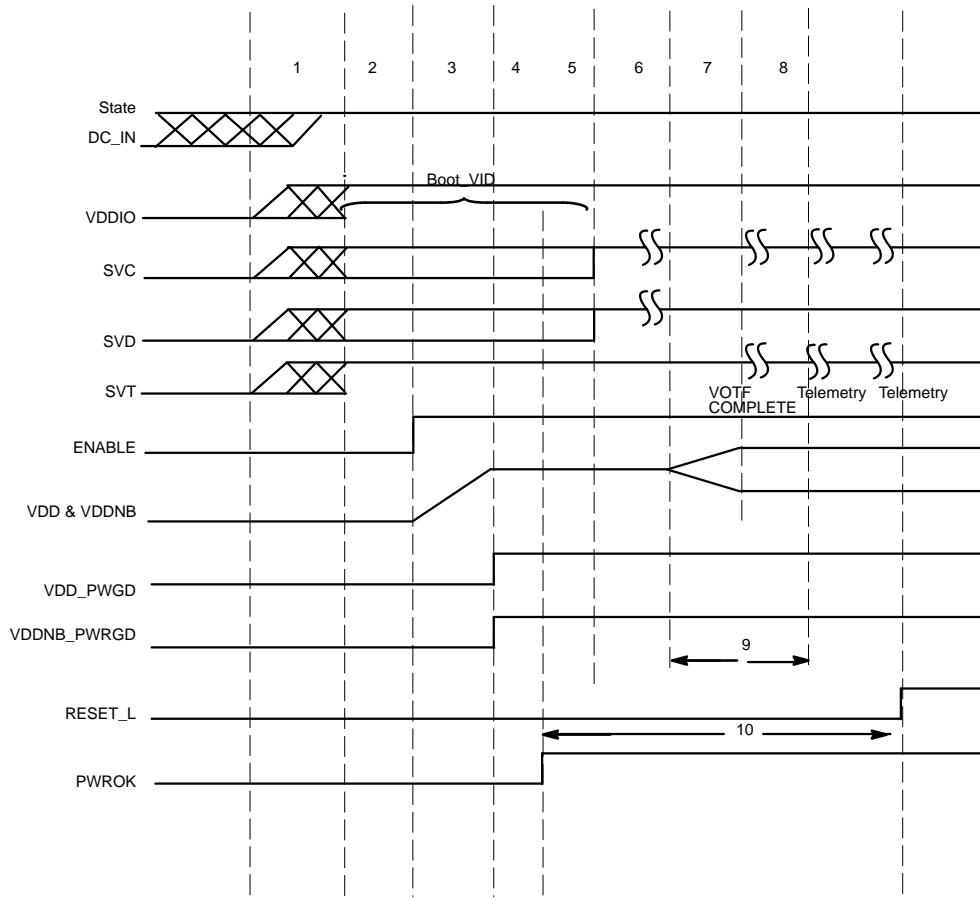 1 2 3 4 5 6 7 8
State
DC_IN
Boot_VID
VDDIO
SVC
SVD
SVT
VOTF Telemetry Telemetry
COMPLETE
ENABLE
VDD & VDDNB
VDD_PWGD
VDDNB_PWRGD
9
RESET_L
10
PWROK